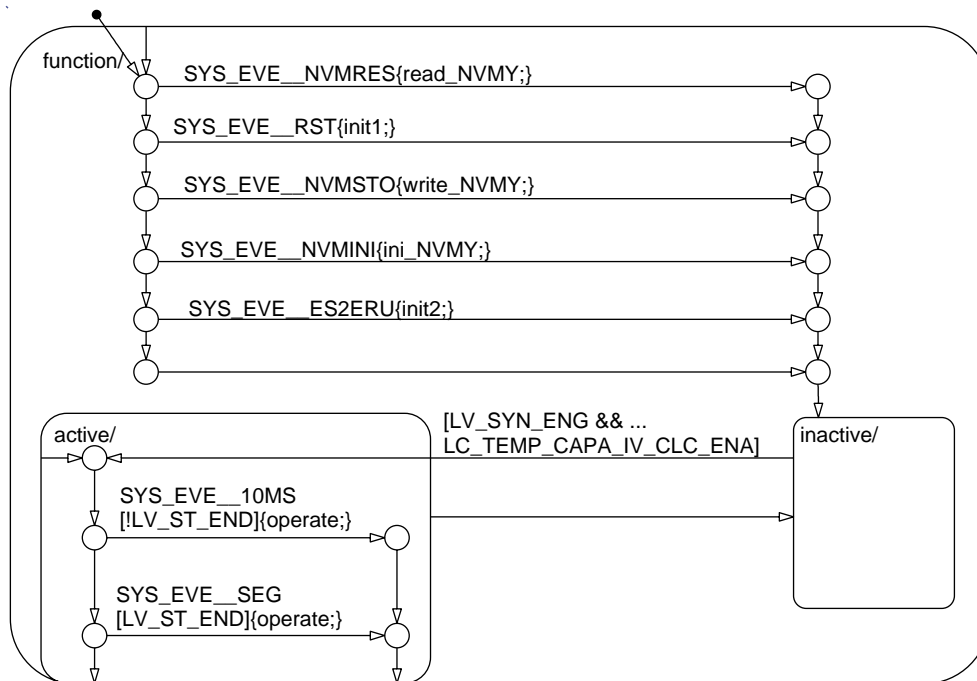 function/
SYS_EVE__NVMRES{read_NVMY;}
SYS_EVE__RST{init1;}
SYS_EVE__NVMSTO{write_NVMY;}
SYS_EVE__NVMINI{ini_NVMY;}
SYS_EVE__ES2ERU{init2;}
[LV_SYN_ENG && ...
LC_TEMP_CAPA_IV_CLC_ENA]
active/
inactive/
SYS_EVE__10MS
[!LV_ST_END]{operate;}
SYS_EVE__SEG
[LV_ST_END]{operate;}